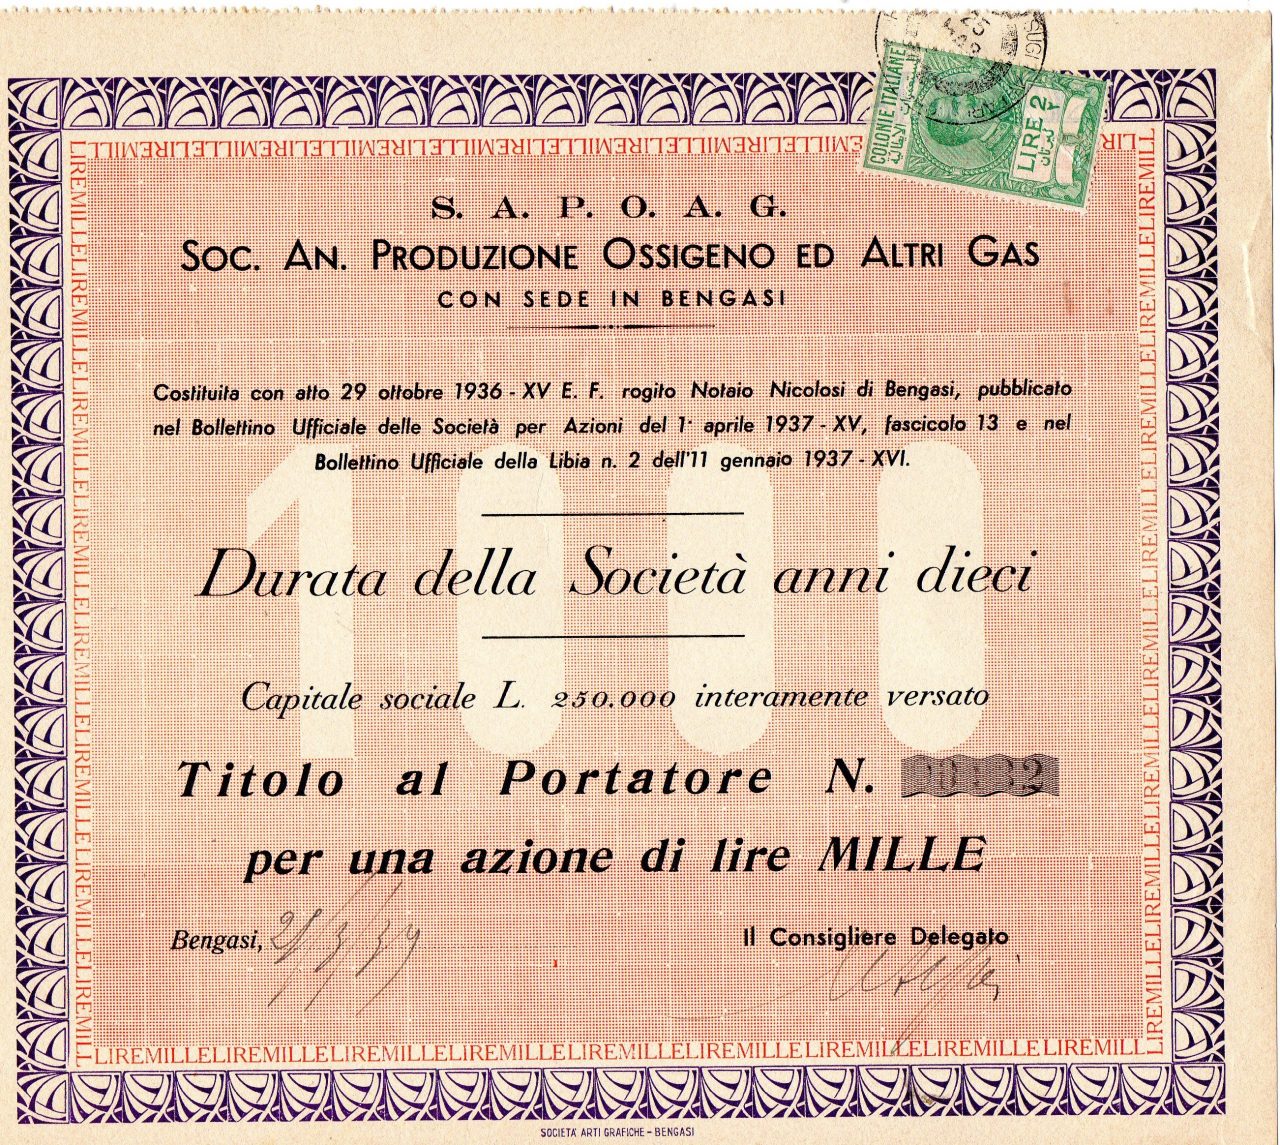 COLONIE ITALIANE
LIRE 2
S. A. P. O. A. G.
SOC. AN. PRODUZIONE OSSIGENO ED ALTRI GAS
CON SEDE IN BENGASI
Costituita con atto 29 ottobre 1936 - XV E. F. rogito Notaio Nicolosi di Bengasi, pubblicato
nel Bollettino Ufficiale delle Società per Azioni del 1° aprile 1937 - XV, fascicolo 13 e nel
Bollettino Ufficiale della Libia n. 2 dell'11 gennaio 1937 - XVI.
1000
Durata della Società anni dieci
Capitale sociale L. 250.000 interamente versato
Titolo al Portatore N.
per una azione di lire MILLE
Bengasi,
Il Consigliere Delegato
LIREMILLELIREMILLELIREMILLELIREMILLELIREMILLELIREMILLELIREMILLELIREMILLELIREMILL
SOCIETÀ ARTI GRAFICHE - BENGASI